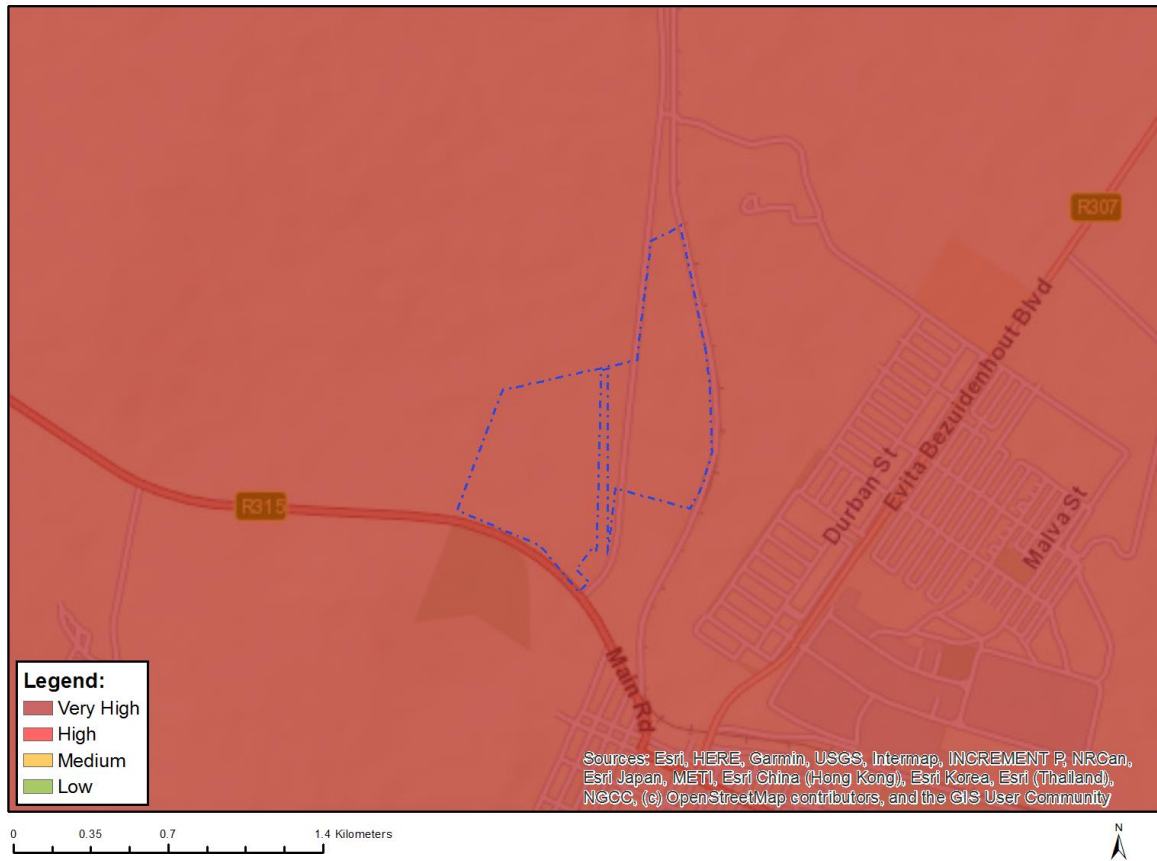 R307
Evita Bezuidenhout Blvd
Durban St
Malva St
R315
Main Rd
Legend:
Very High
High
Medium
Low
Sources: Esri, HERE, Garmin, USGS, Intermap, INCREMENT P, NRCan,
Esri Japan, METI, Esri China (Hong Kong), Esri Korea, Esri (Thailand),
NGCC, (c) OpenStreetMap contributors, and the GIS User Community
0 0.35 0.7 1.4 Kilometers
N